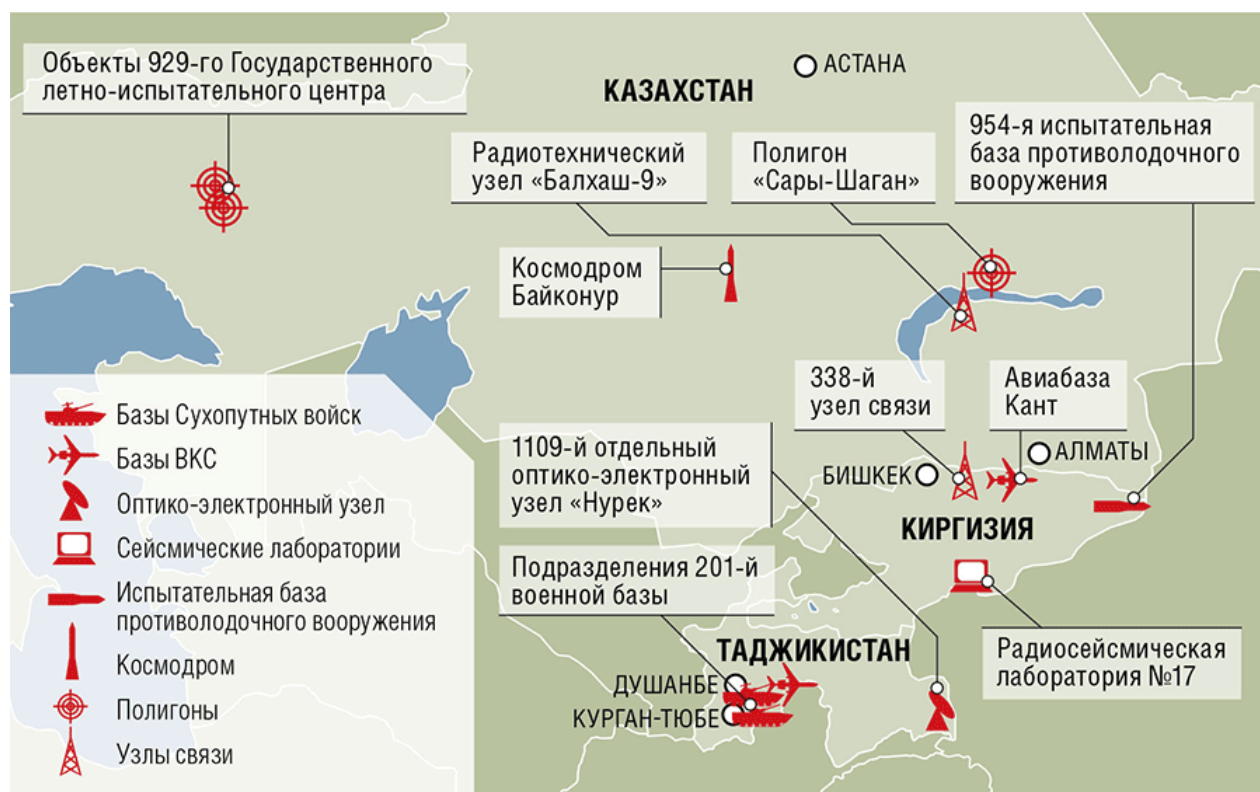 Объекты 929-го Государственного
летно-испытательного центра
АСТАНА
КАЗАХСТАН
Радиотехнический
узел «Балхаш-9»
Полигон
«Сары-Шаган»
954-я испытательная
база противолодочного
вооружения
Космодром
Байконур
338-й
узел связи
Авиабаза
Кант
1109-й отдельный
оптико-электронный
узел «Нурек»
БИШКЕК
АЛМАТЫ
КИРГИЗИЯ
Подразделения 201-й
военной базы
ТАДЖИКИСТАН
ДУШАНБЕ
КУРГАН-ТЮБЕ
Радиосейсмическая
лаборатория №17
Базы Сухопутных войск
Базы ВКС
Оптико-электронный узел
Сейсмические лаборатории
Испытательная база
противолодочного вооружения
Космодром
Полигоны
Узлы связи